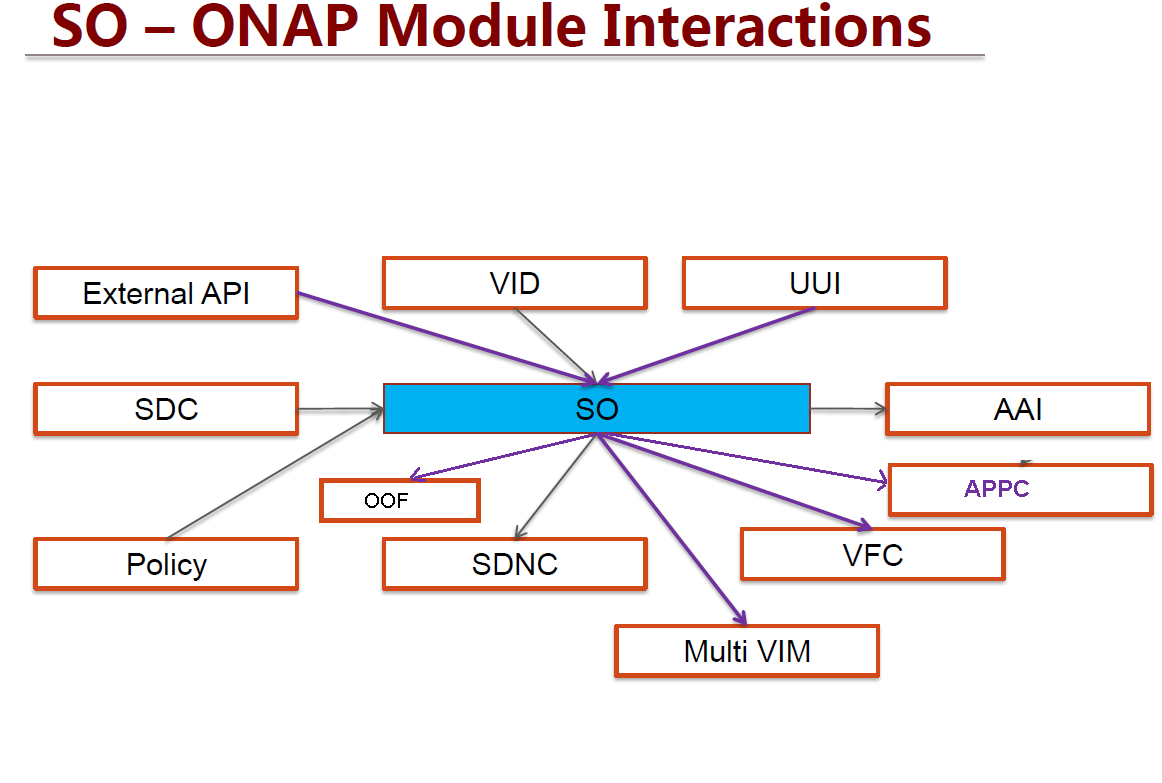 SO – ONAP Module Interactions
External API
VID
UUI
SDC
SO
AAI
OOF
APPC
Policy
SDNC
VFC
Multi VIM